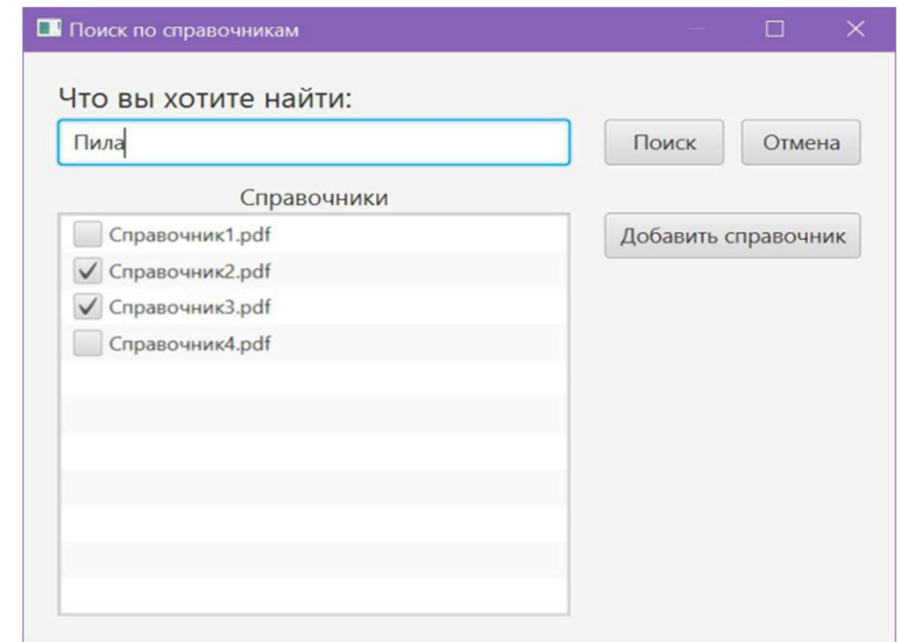 Поиск по справочникам
Что вы хотите найти:
Пила
Поиск
Отмена
Справочники
Добавить справочник
Справочник1.pdf
Справочник2.pdf
Справочник3.pdf
Справочник4.pdf